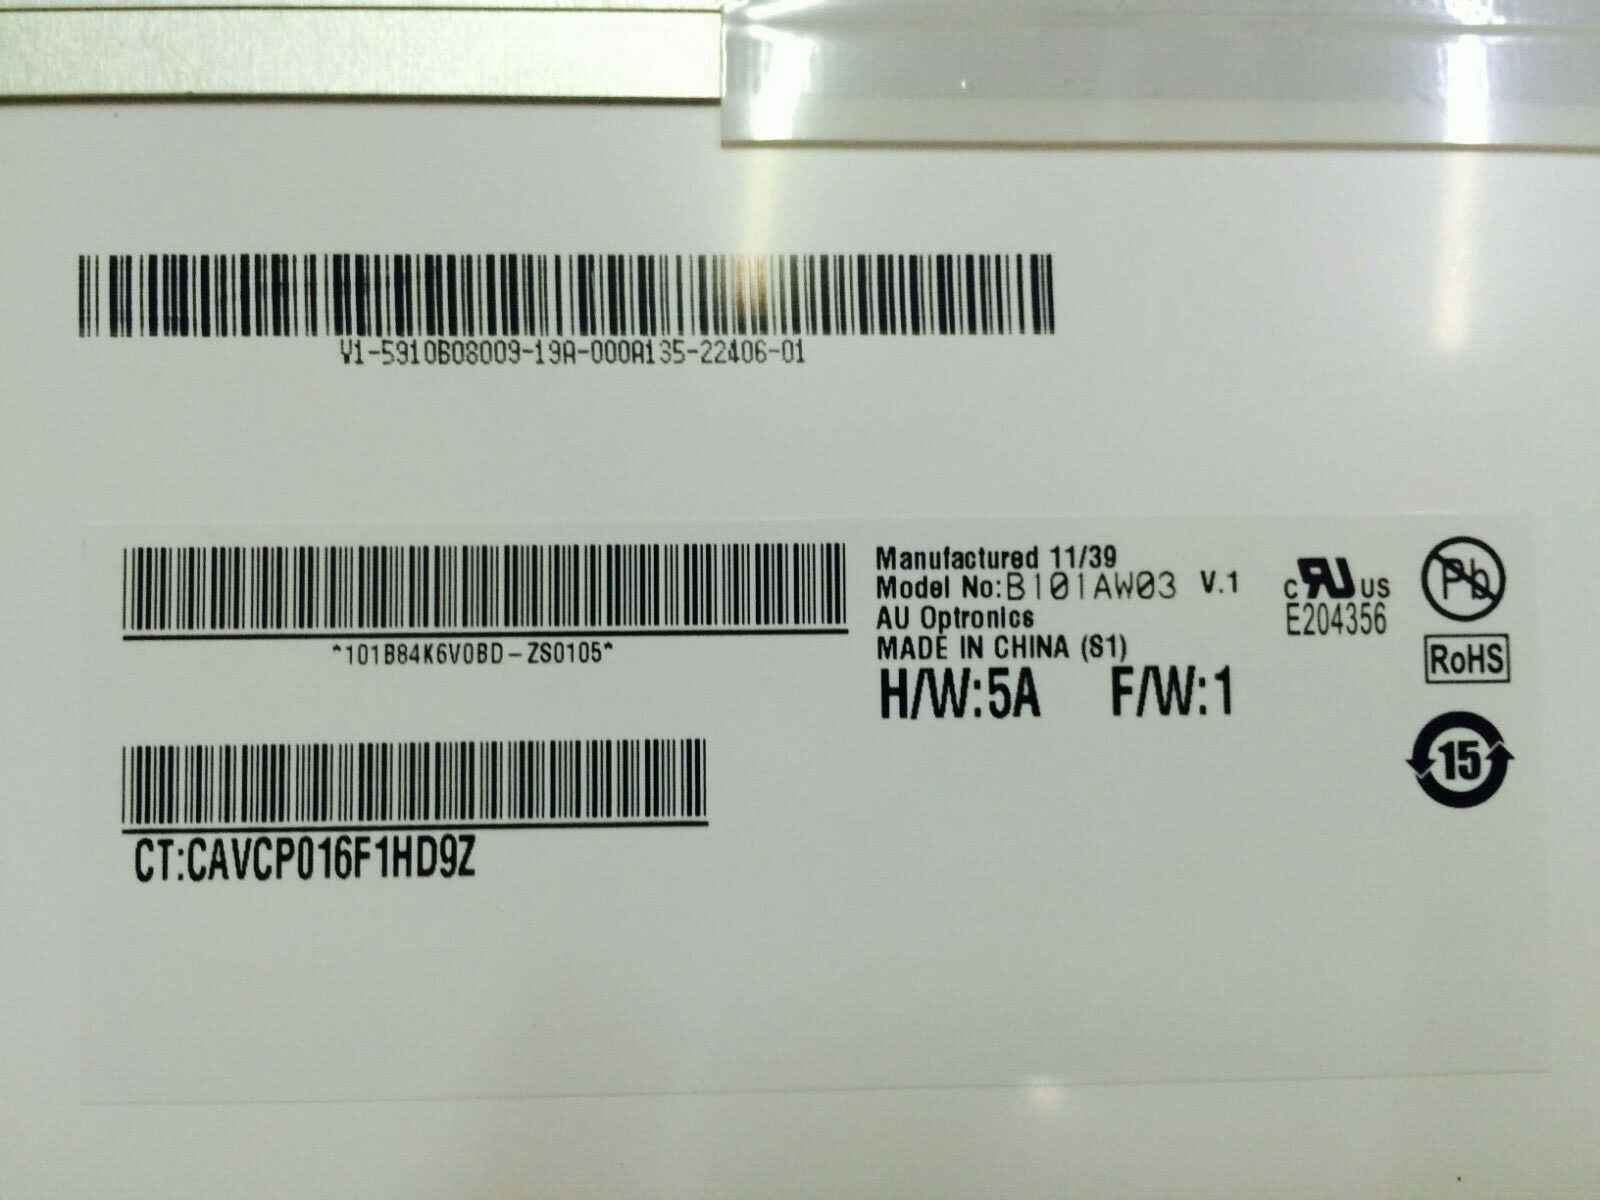 V1-5910B08009-19A-000A135-22406-01
*101B84K6V0BD-ZS0105*
Manufactured 11/39
Model No:B101AW03 V.1
AU Optronics
MADE IN CHINA (S1)
H/W:5A F/W:1
c RU US
E204356
Pb
RoHS
15
CT:CAVCP016F1HD9Z